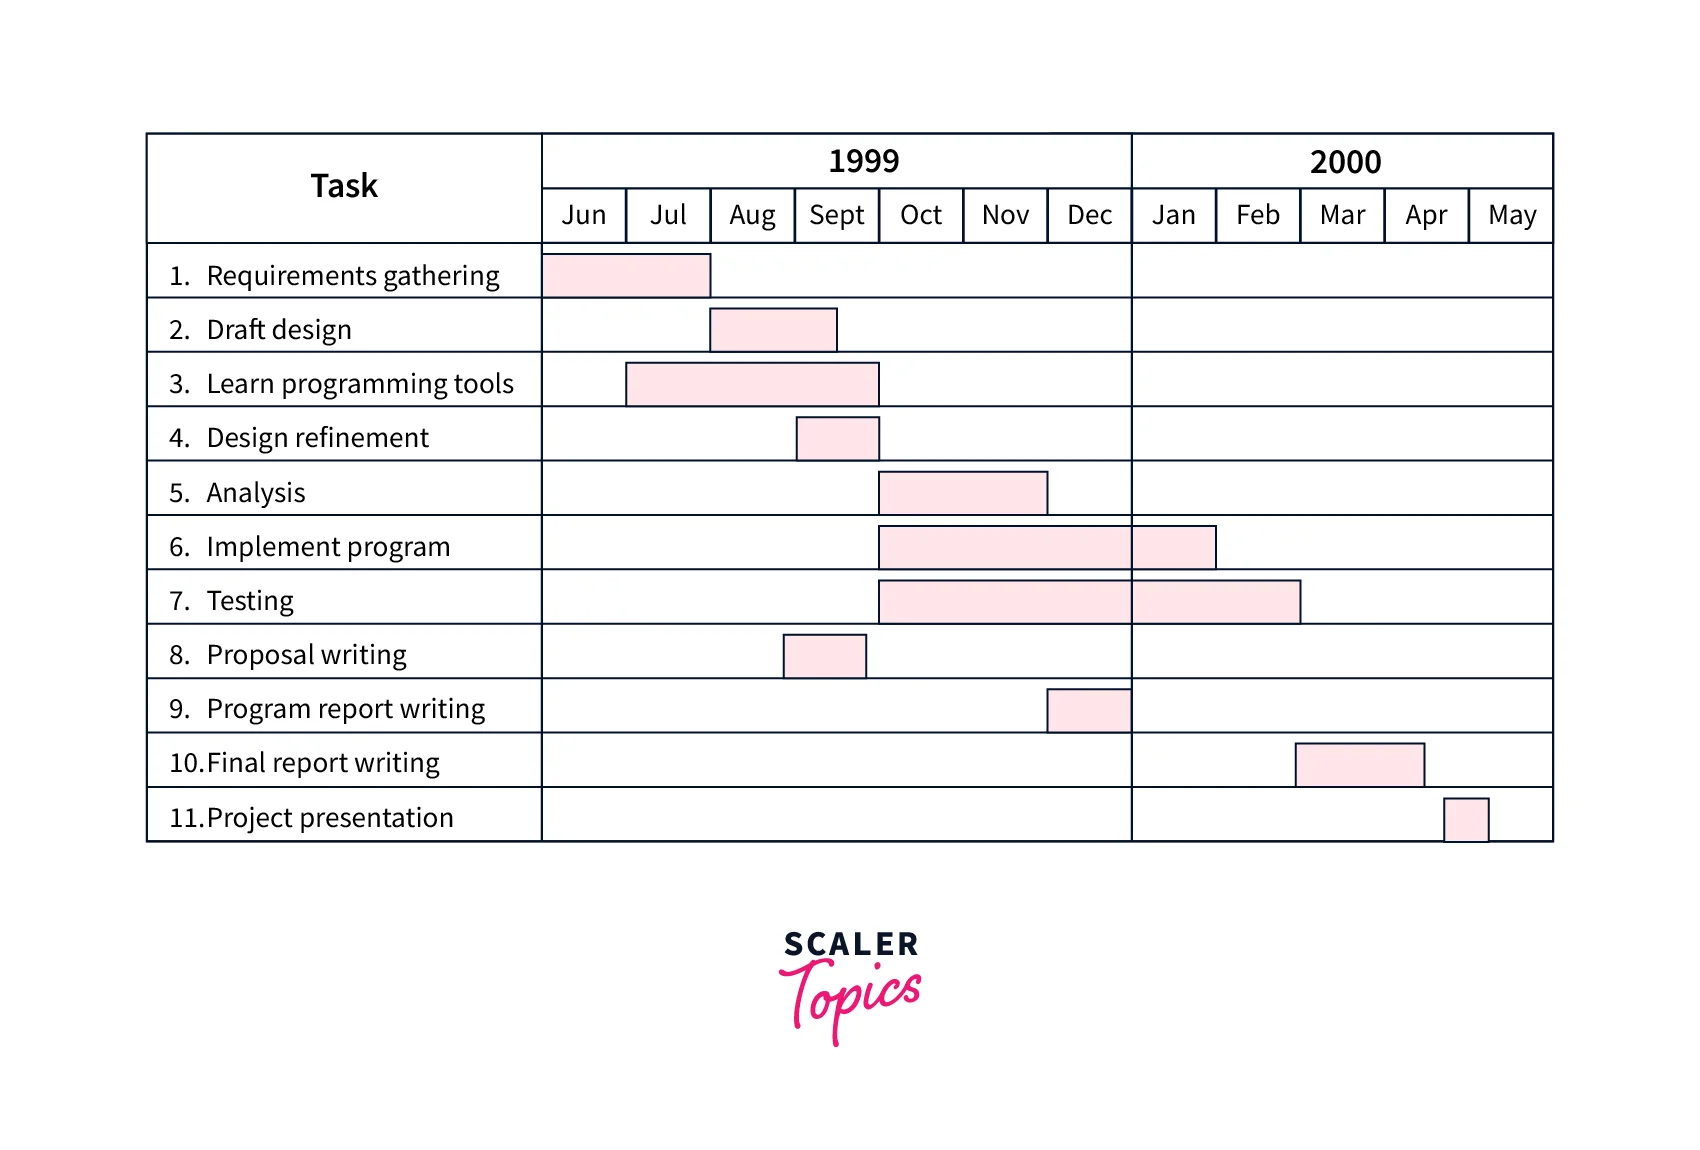 Task
1999
2000
Jun Jul Aug Sept Oct Nov Dec Jan Feb Mar Apr May
1. Requirements gathering
2. Draft design
3. Learn programming tools
4. Design refinement
5. Analysis
6. Implement program
7. Testing
8. Proposal writing
9. Program report writing
10.Final report writing
11.Project presentation
SCALER
Topics